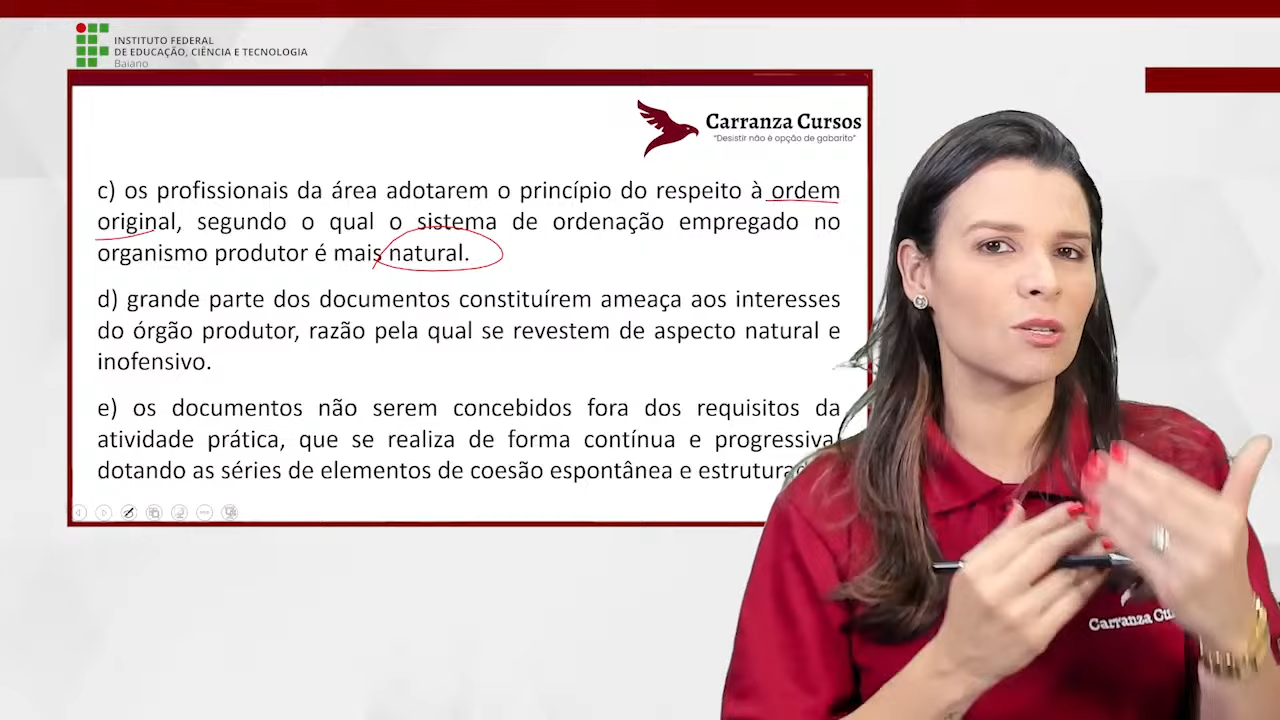 INSTITUTO FEDERAL
DE EDUCAÇÃO, CIÊNCIA E TECNOLOGIA
Baiano
Carranza Cursos
"Desistir não é opção de gabarito"
c) os profissionais da área adotarem o princípio do respeito à ordem
original, segundo o qual o sistema de ordenação empregado no
organismo produtor é mais natural.
d) grande parte dos documentos constituírem ameaça aos interesses
do órgão produtor, razão pela qual se revestem de aspecto natural e
inofensivo.
e) os documentos não serem concebidos fora dos requisitos da
atividade prática, que se realiza de forma contínua e progressiva,
dotando as séries de elementos de coesão espontânea e
Carranza